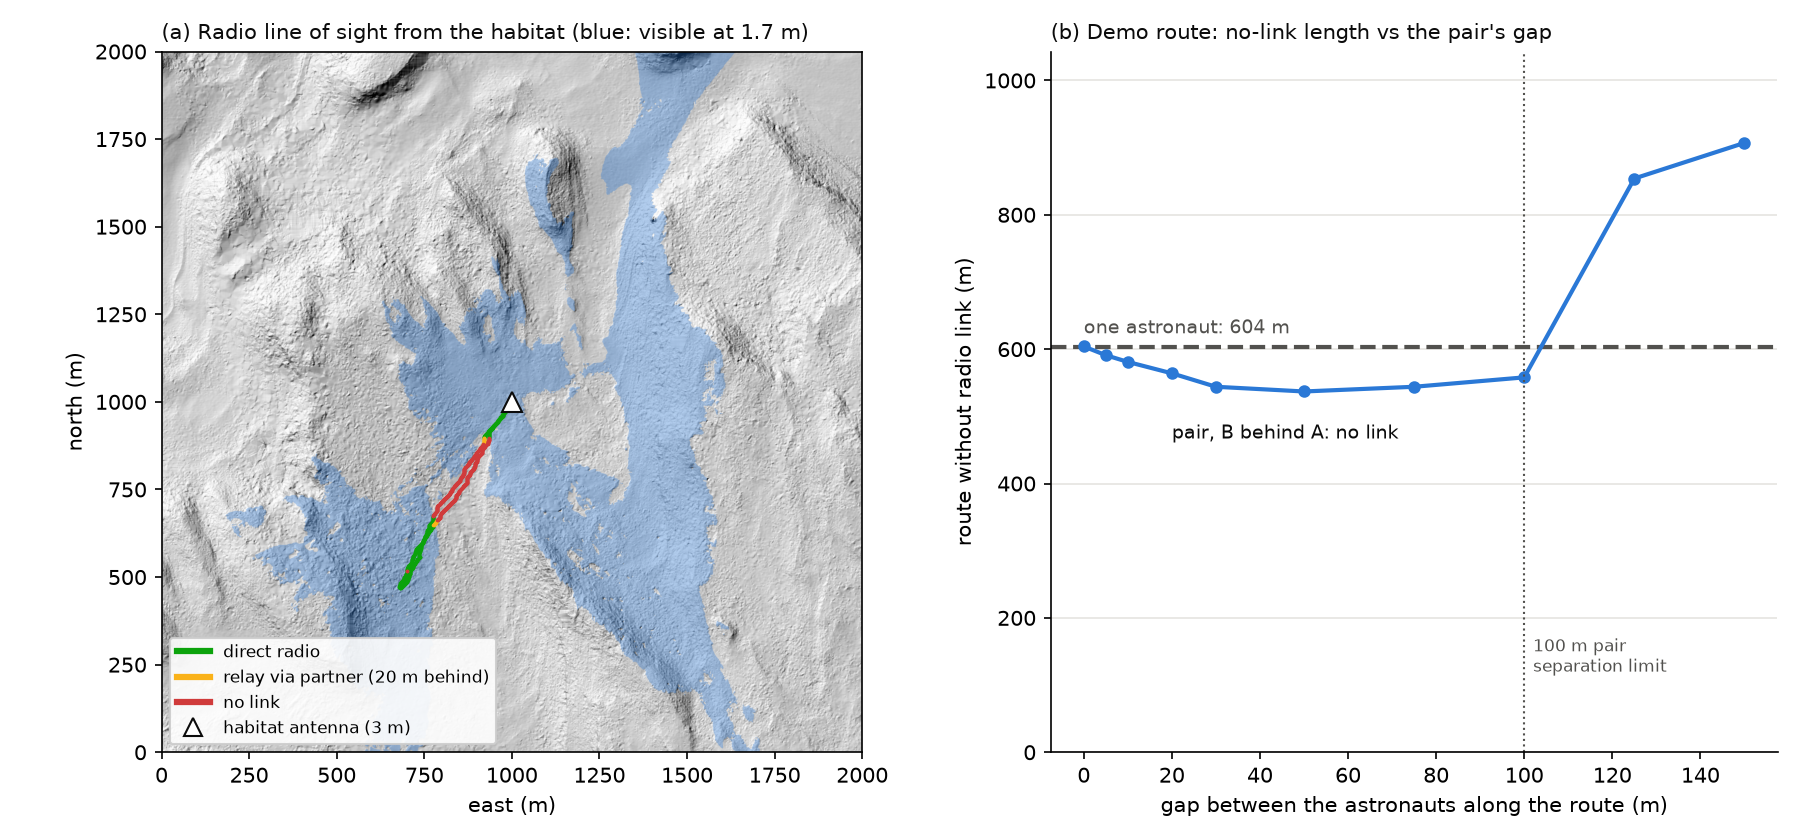 (a) Radio line of sight from the habitat (blue: visible at 1.7 m)
2000
1750
1500
1250
1000
750
500
250
0
north (m)
direct radio
relay via partner (20 m behind)
no link
habitat antenna (3 m)
0 250 500 750 1000 1250 1500 1750 2000
east (m)
(b) Demo route: no-link length vs the pair's gap
1000
800
600
400
200
0
route without radio link (m)
one astronaut: 604 m
pair, B behind A: no link
100 m pair
separation limit
0 20 40 60 80 100 120 140
gap between the astronauts along the route (m)